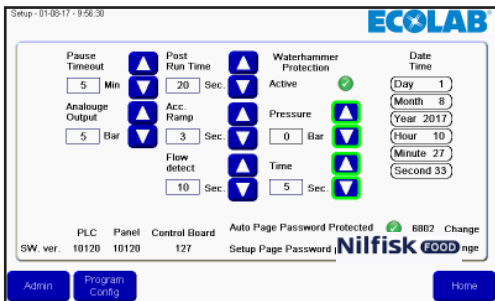 Setup - 01-08-17 - 9:56:30
ECOLAB
Pause Timeout
5 Min
Analouge Output
5 Bar
Post Run Time
20 Sec.
Acc. Ramp
3 Sec.
Flow detect
10 Sec.
Waterhammer Protection
Active
Pressure
0 Bar
Time
5 Sec.
Date Time
Day 1
Month 8
Year 2017
Hour 10
Minute 27
Second 33
PLC Panel Control Board
SW. ver. 10120 10120 127
Auto Page Password Protected 6802 Change
Setup Page Password
Nilfisk FOOD
nge
Admin
Program Config
Home